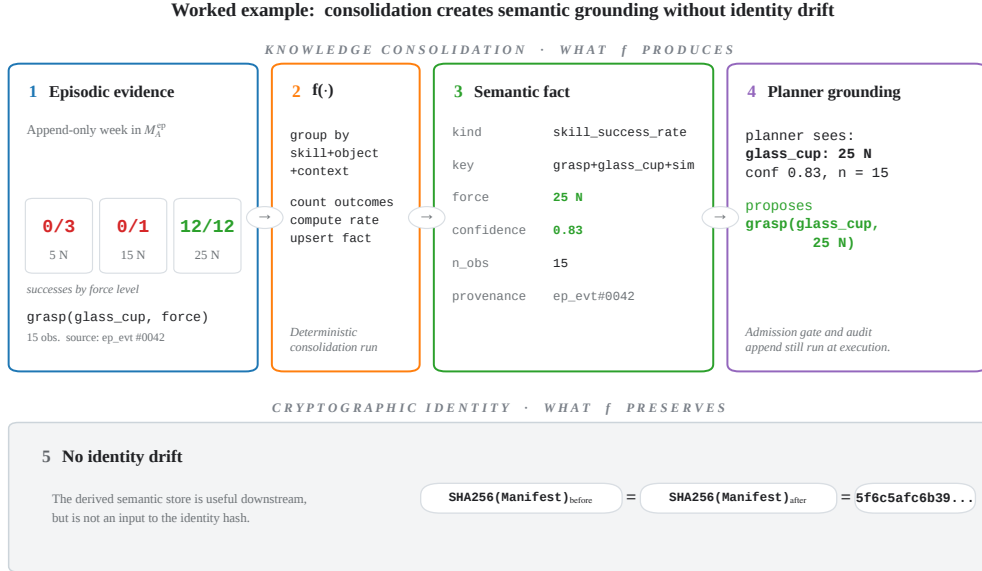 Worked example: consolidation creates semantic grounding without identity drift
KNOWLEDGE CONSOLIDATION · WHAT f PRODUCES
1 Episodic evidence
Append-only week in M_A^ep
0/3 0/1 12/12
5 N 15 N 25 N
successes by force level
grasp(glass_cup, force)
15 obs. source: ep_evt #0042
→
2 f(·)
group by
skill+object
+context
count outcomes
compute rate
upsert fact
Deterministic
consolidation run
→
3 Semantic fact
kind skill_success_rate
key grasp+glass_cup+sim
force 25 N
confidence 0.83
n_obs 15
provenance ep_evt#0042
→
4 Planner grounding
planner sees:
glass_cup: 25 N
conf 0.83, n = 15
proposes
grasp(glass_cup,
25 N)
Admission gate and audit
append still run at execution.
CRYPTOGRAPHIC IDENTITY · WHAT f PRESERVES
5 No identity drift
The derived semantic store is useful downstream,
but is not an input to the identity hash.
SHA256(Manifest)before = SHA256(Manifest)after = 5f6c5afc6b39...